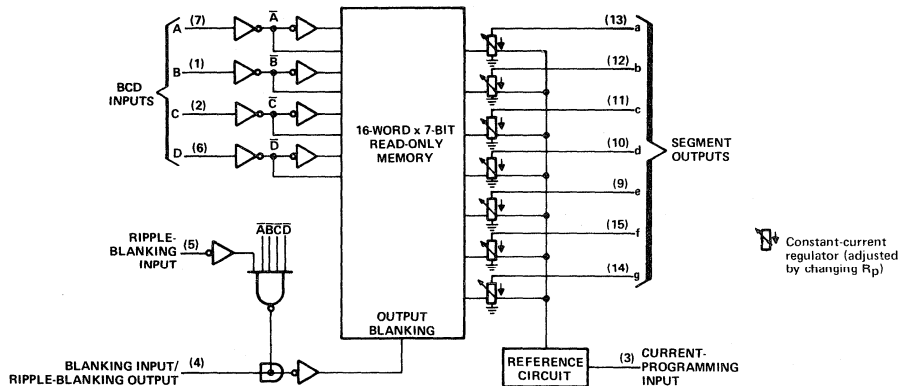 BCD
INPUTS
A (7) A̅
B (1) B̅
C (2) C̅
D (6) D̅
16-WORD x 7-BIT
READ-ONLY
MEMORY
OUTPUT
BLANKING
RIPPLE-
BLANKING (5)
INPUT
A̅B̅C̅D̅
BLANKING INPUT/ (4)
RIPPLE-BLANKING OUTPUT
(13) a
(12) b
(11) c
(10) d
(9) e
(15) f
(14) g
SEGMENT
OUTPUTS
Constant-current
regulator (adjusted
by changing Rp)
REFERENCE
CIRCUIT
(3) CURRENT-
PROGRAMMING
INPUT